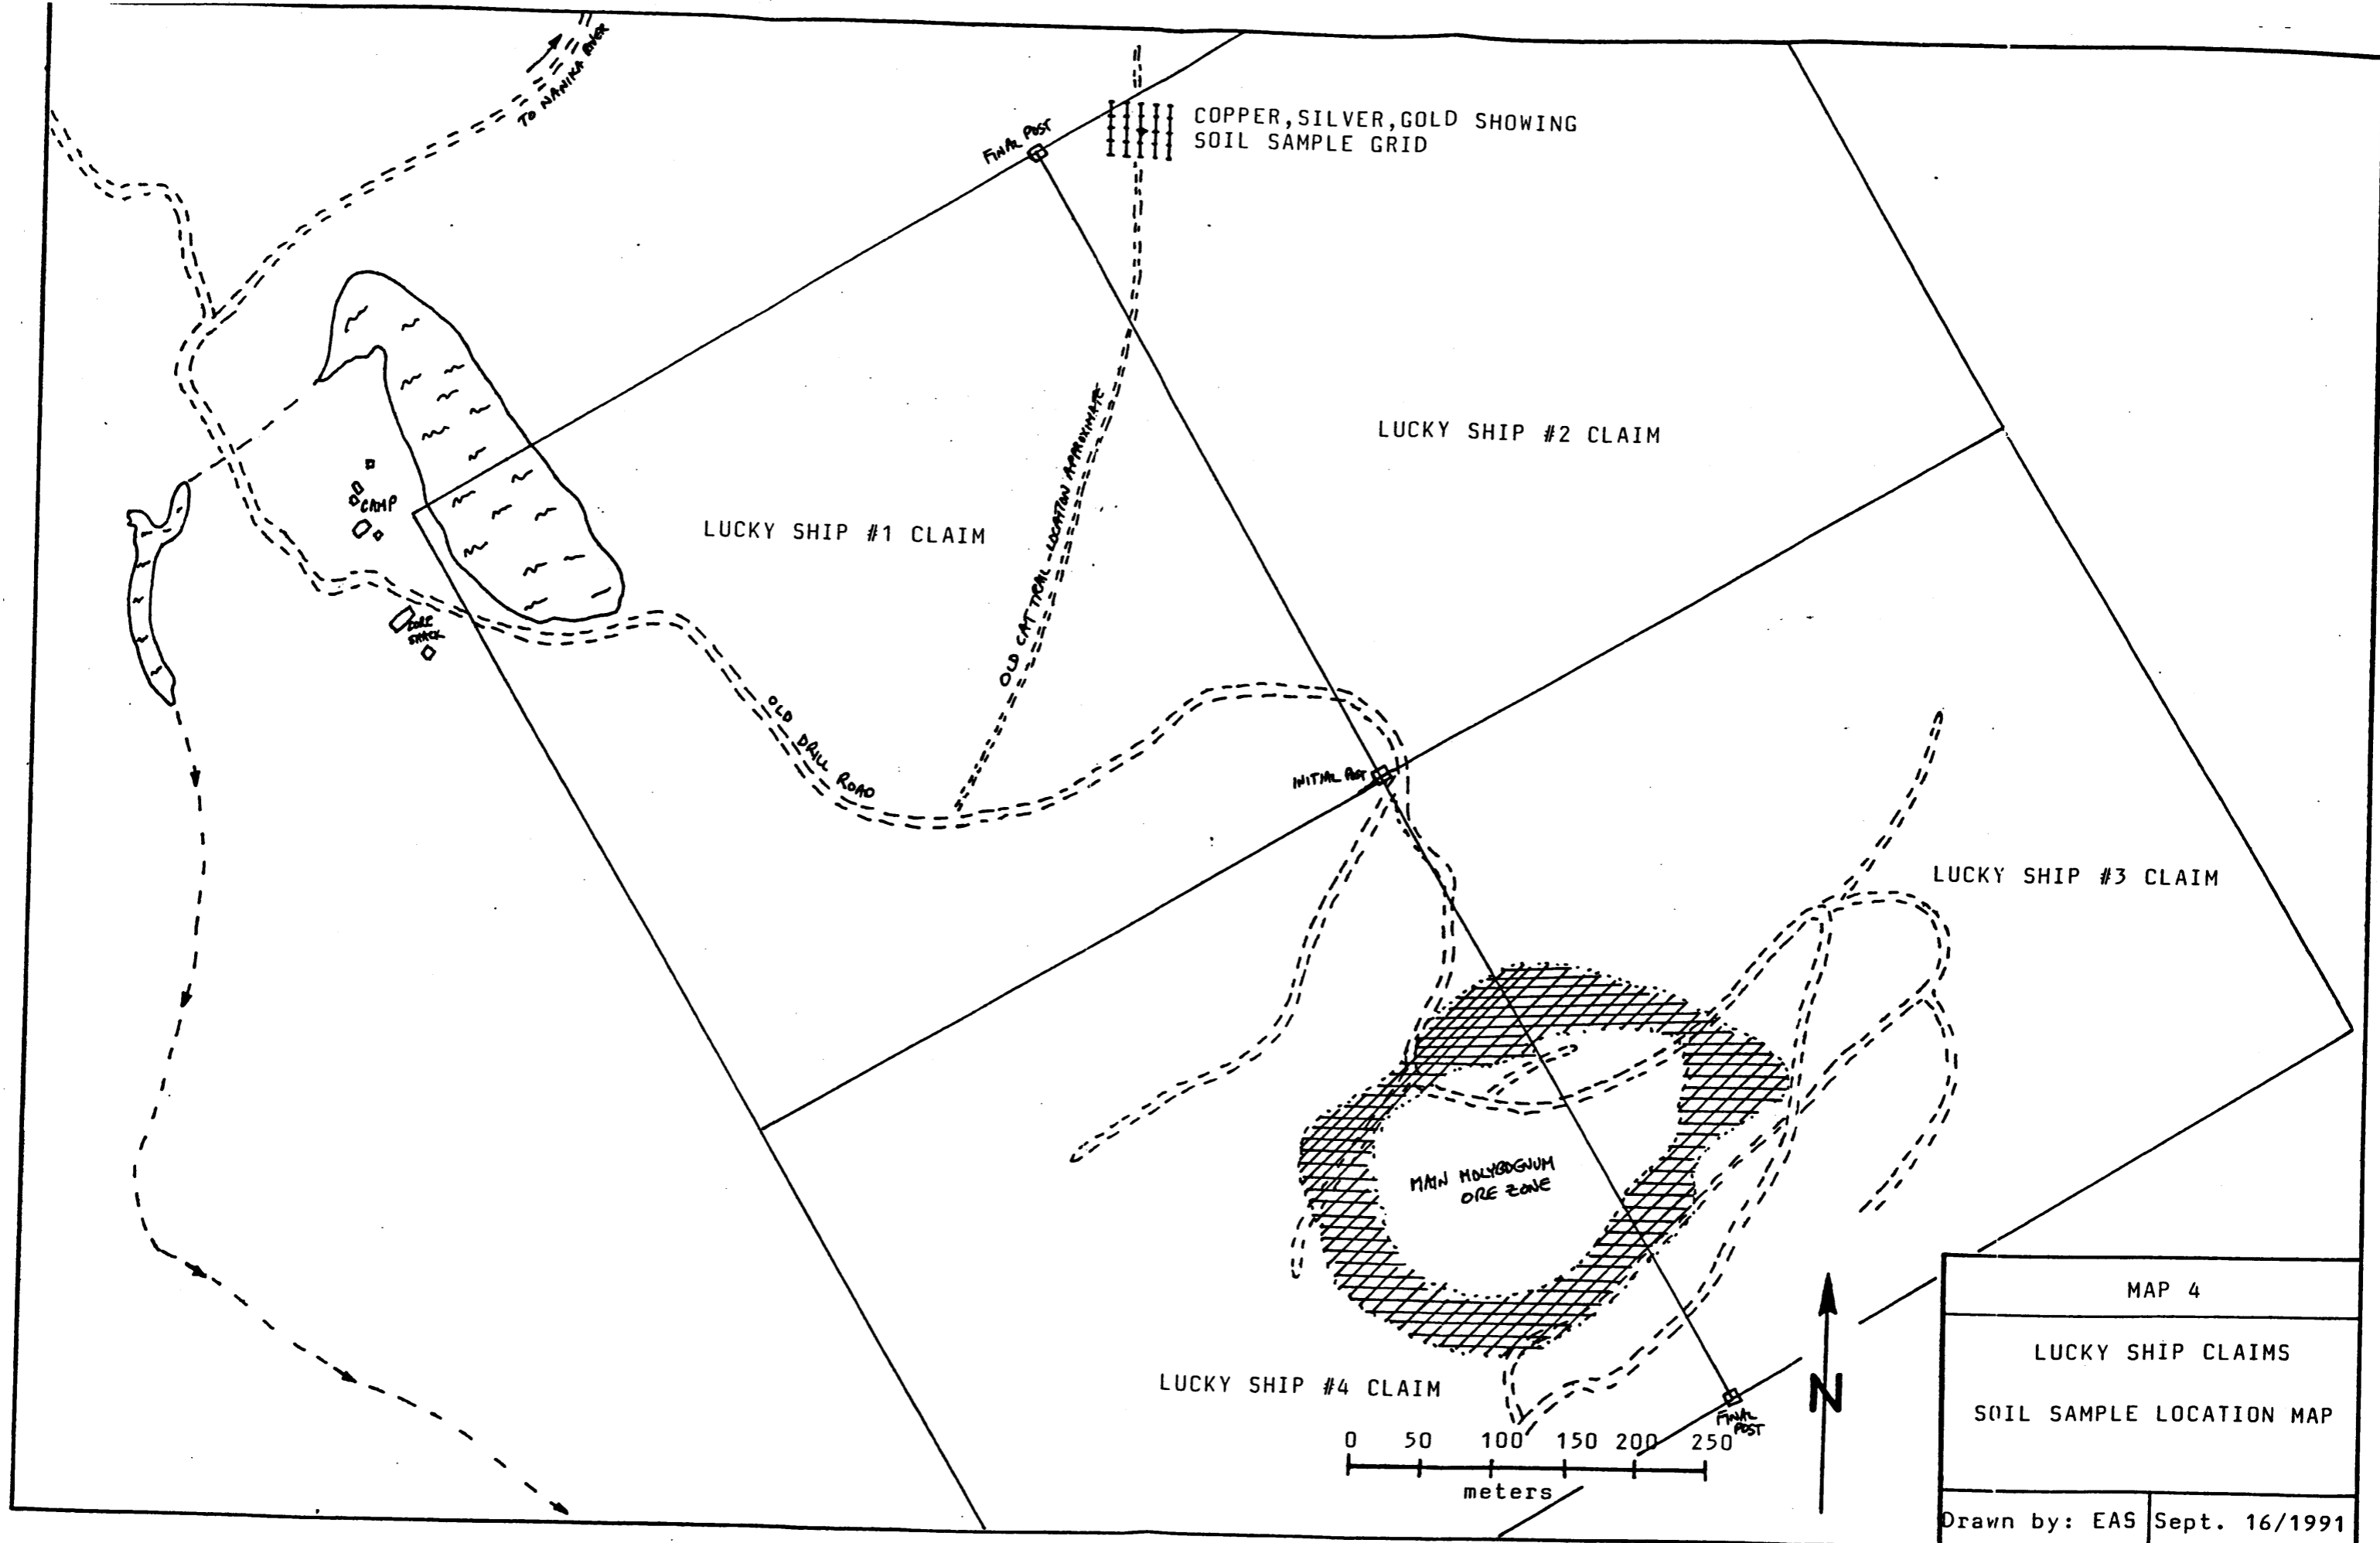 TO NANIKA RIVER
FINAL POST
COPPER,SILVER,GOLD SHOWING
SOIL SAMPLE GRID
LUCKY SHIP #2 CLAIM
CAMP
LUCKY SHIP #1 CLAIM
OLD CAT TRAIL - LOCATION APPROXIMATE
CORE
SHACK
OLD DRILL ROAD
INITIAL POST
LUCKY SHIP #3 CLAIM
MAIN MOLYBDENUM
ORE ZONE
LUCKY SHIP #4 CLAIM
FINAL
POST
0 50 100 150 200 250
meters
N
MAP 4
LUCKY SHIP CLAIMS
SOIL SAMPLE LOCATION MAP
Drawn by: EAS Sept. 16/1991